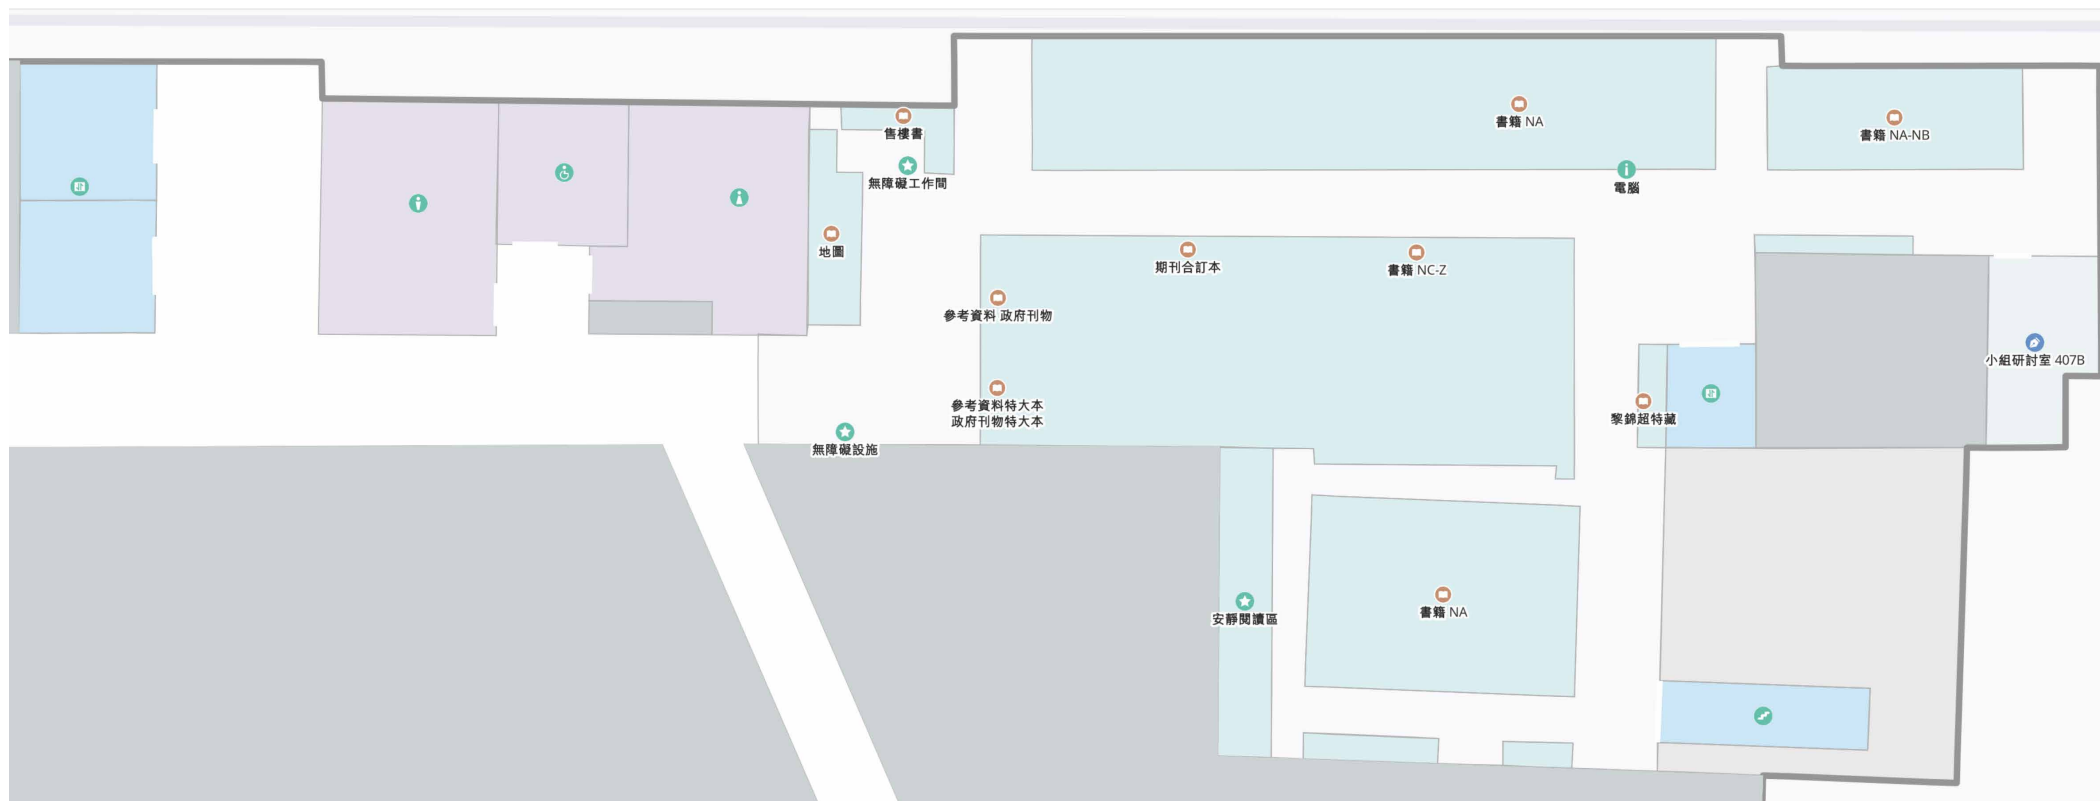 書籍 NA
書籍 NA-NB
售樓書
無障礙工作間
電腦
地圖
期刊合訂本
書籍 NC-Z
參考資料 政府刊物
小組研討室 407B
參考資料特大本
政府刊物特大本
黎錦超特藏
無障礙設施
安靜閱讀區
書籍 NA